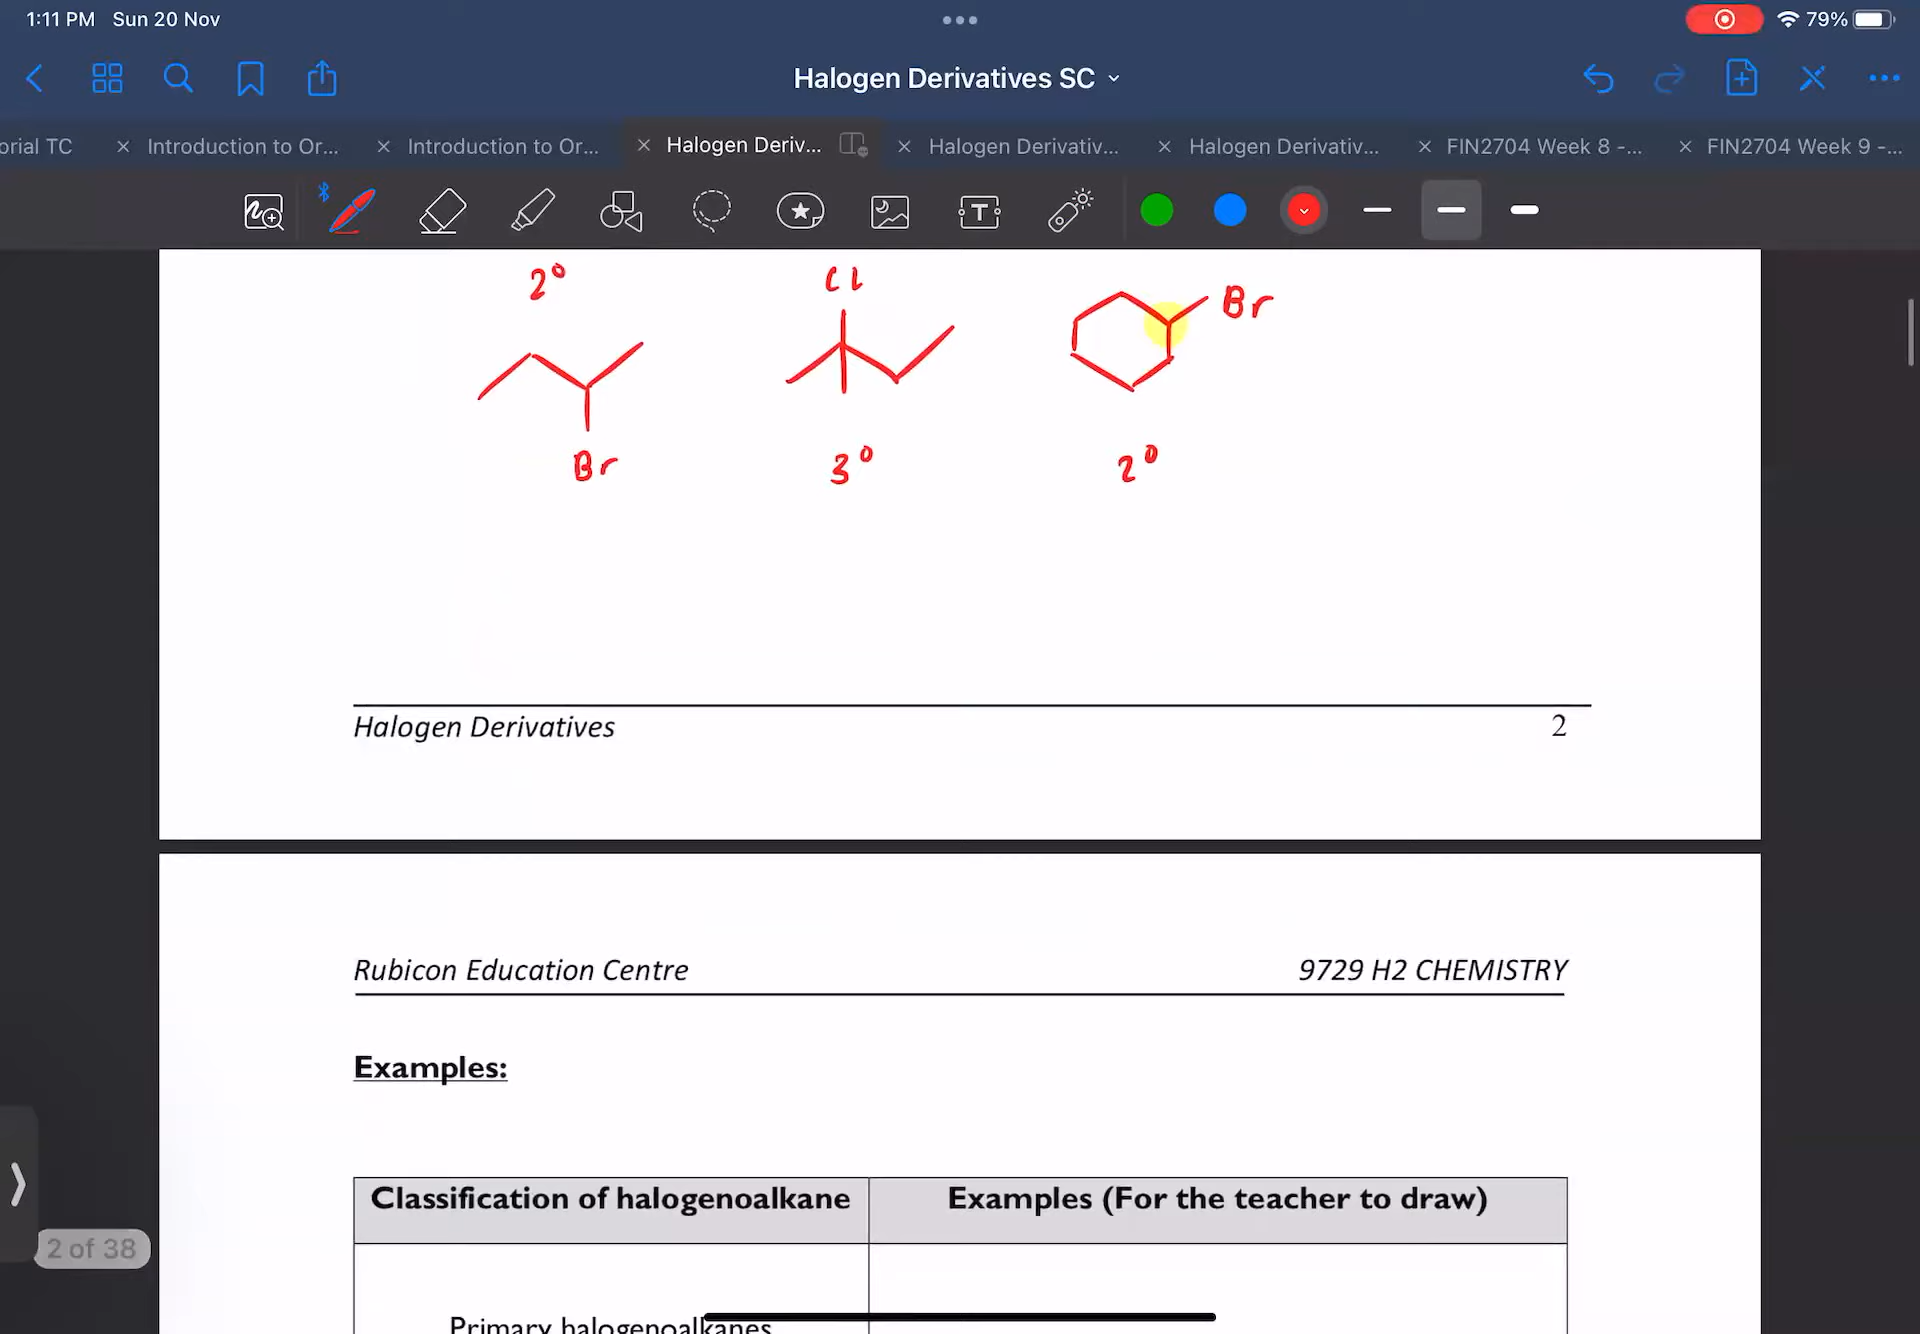 1:11 PM Sun 20 Nov
79%
Halogen Derivatives SC
orial TC
Introduction to Or...
Introduction to Or...
Halogen Deriv...
Halogen Derivativ...
Halogen Derivativ...
FIN2704 Week 8 -...
FIN2704 Week 9 -...
T
2°
Cl
Br
Br
3°
2°
Halogen Derivatives 2
Rubicon Education Centre 9729 H2 CHEMISTRY
Examples:
Classification of halogenoalkane Examples (For the teacher to draw)
2 of 38
Primary halogenoalkanes